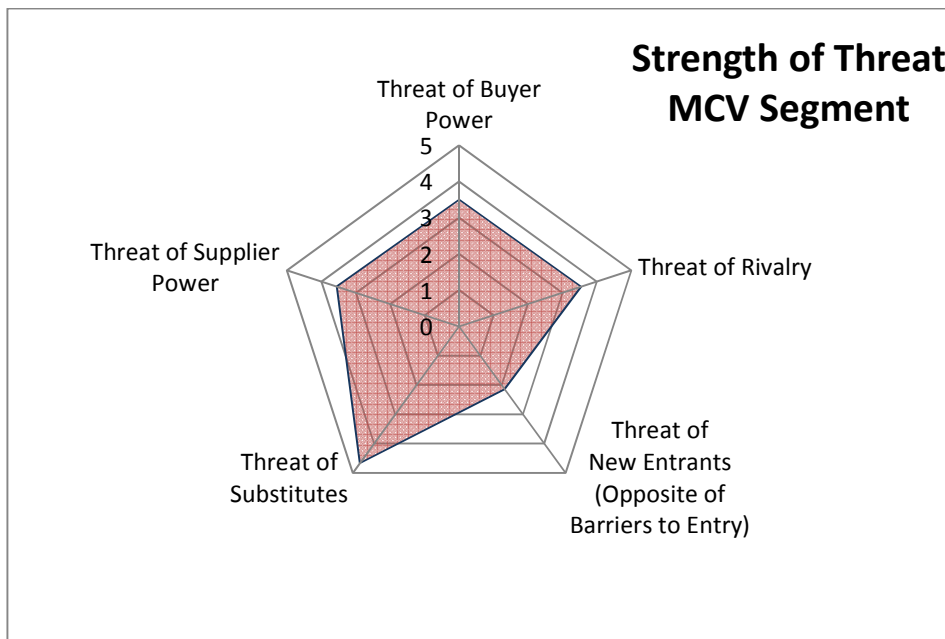 Strength of Threat
MCV Segment
Threat of Buyer
Power
5
4
3
2
1
0
Threat of Supplier
Power
Threat of Rivalry
Threat of
Substitutes
Threat of
New Entrants
(Opposite of
Barriers to Entry)